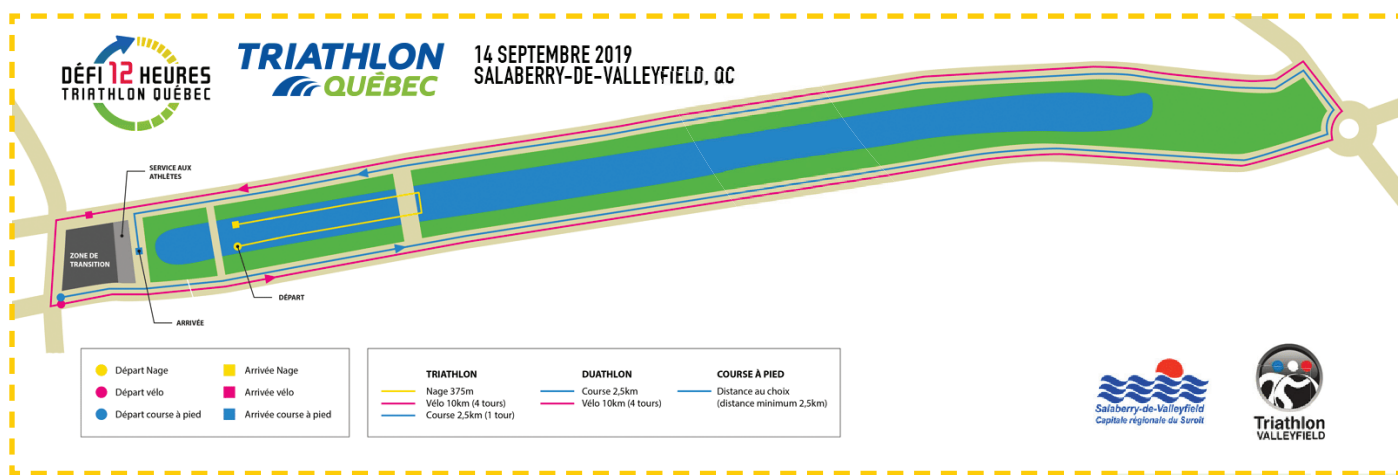 DÉFI 12 HEURES
TRIATHLON QUÉBEC
TRIATHLON
QUÉBEC
14 SEPTEMBRE 2019
SALABERRY-DE-VALLEYFIELD, QC
SERVICE AUX
ATHLÈTES
ZONE DE
TRANSITION
DÉPART
ARRIVÉE
Départ Nage
Arrivée Nage
Départ vélo
Arrivée vélo
Départ course à pied
Arrivée course à pied
TRIATHLON
Nage 375m
Vélo 10km (4 tours)
Course 2,5km (1 tour)
DUATHLON
Course 2,5km
Vélo 10km (4 tours)
COURSE À PIED
Distance au choix
(distance minimum 2,5km)
Salaberry-de-Valleyfield
Capitale régionale du Suroît
Triathlon
VALLEYFIELD